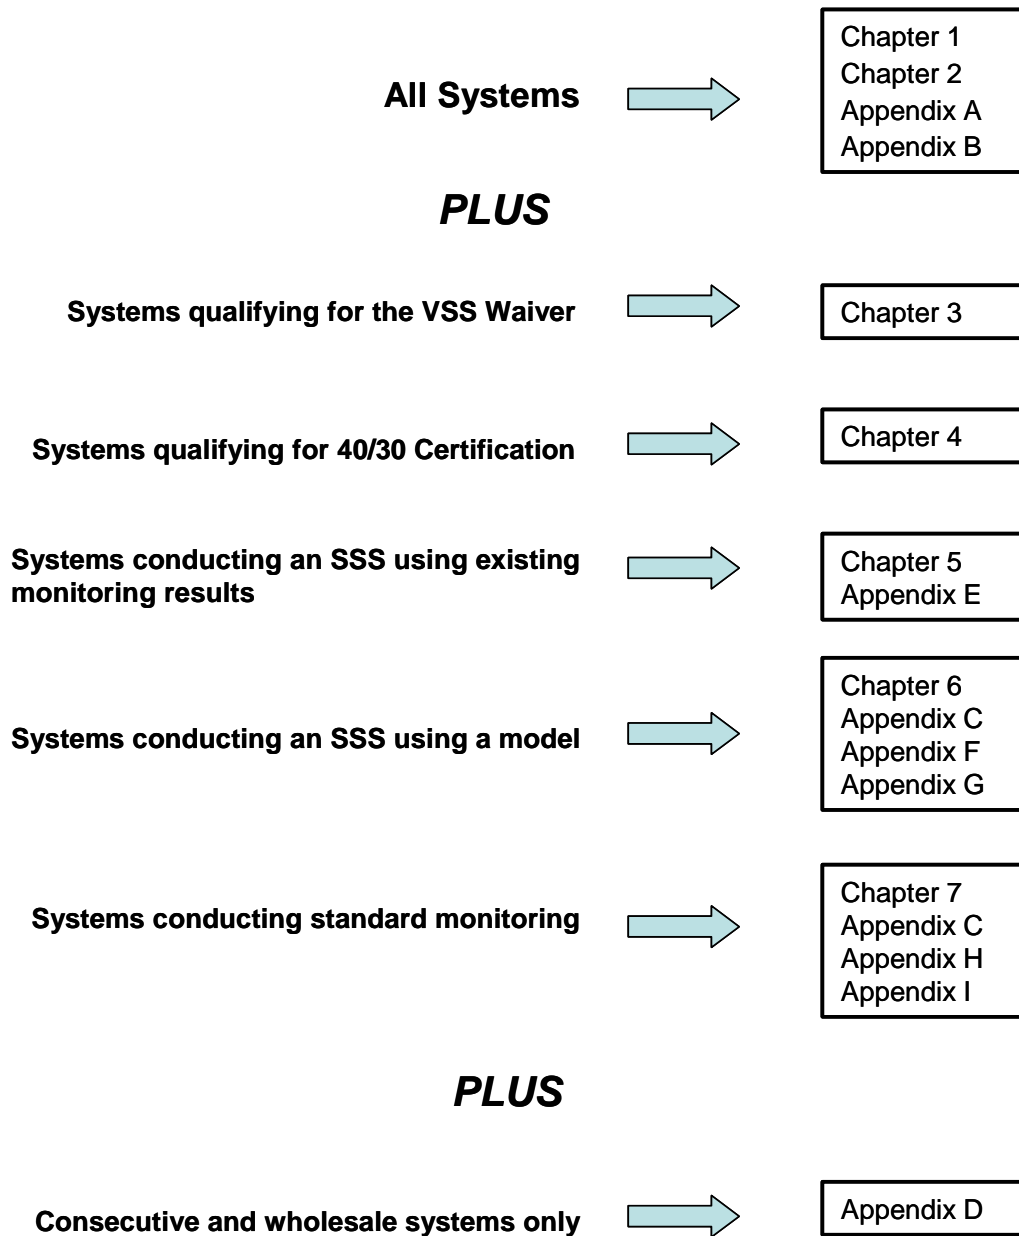 All Systems
Chapter 1
Chapter 2
Appendix A
Appendix B
PLUS
Systems qualifying for the VSS Waiver
Chapter 3
Systems qualifying for 40/30 Certification
Chapter 4
Systems conducting an SSS using existing
monitoring results
Chapter 5
Appendix E
Systems conducting an SSS using a model
Chapter 6
Appendix C
Appendix F
Appendix G
Systems conducting standard monitoring
Chapter 7
Appendix C
Appendix H
Appendix I
PLUS
Consecutive and wholesale systems only
Appendix D